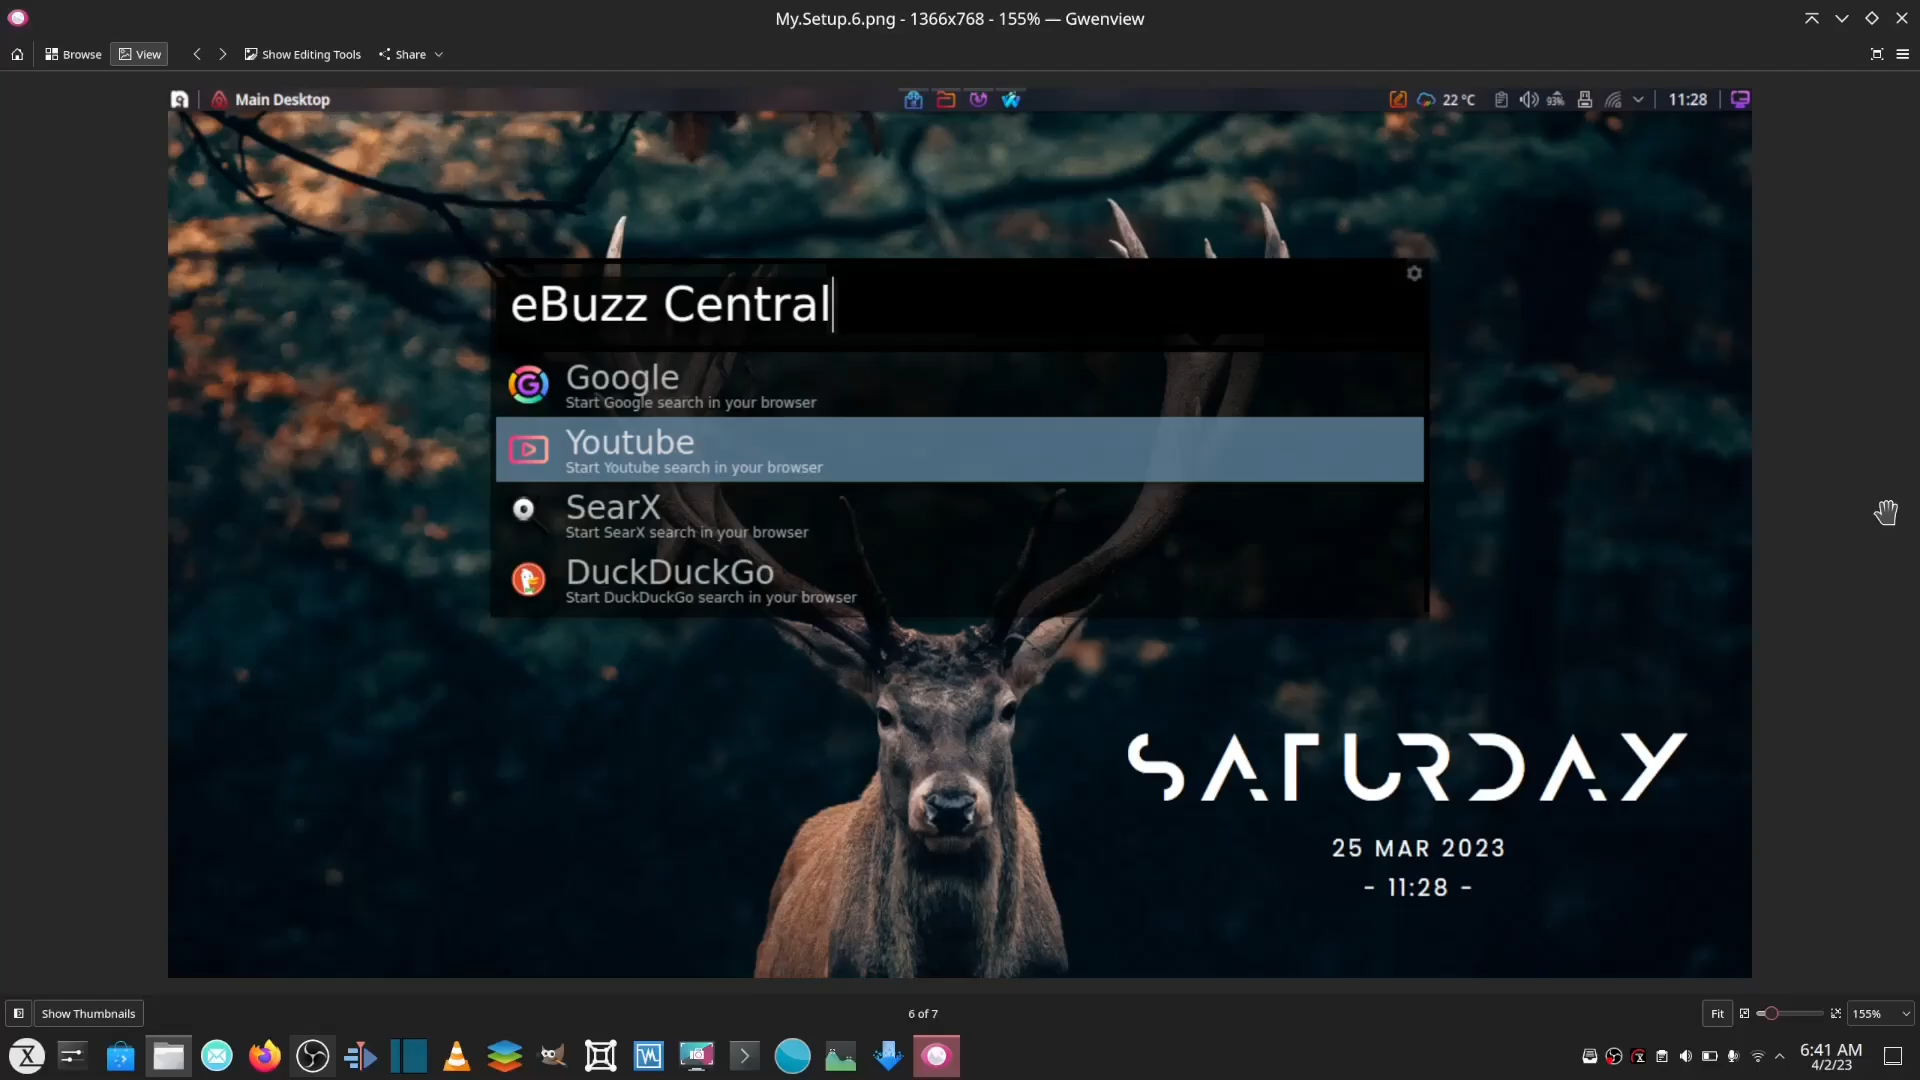 My.Setup.6.png - 1366x768 - 155% — Gwenview
Browse
View
Show Editing Tools
Share
Main Desktop
22 °C
93%
11:28
eBuzz Central
Google
Start Google search in your browser
Youtube
Start Youtube search in your browser
SearX
Start SearX search in your browser
DuckDuckGo
Start DuckDuckGo search in your browser
SATURDAY
25 MAR 2023
- 11:28 -
Show Thumbnails
6 of 7
Fit
155%
6:41 AM
4/2/23